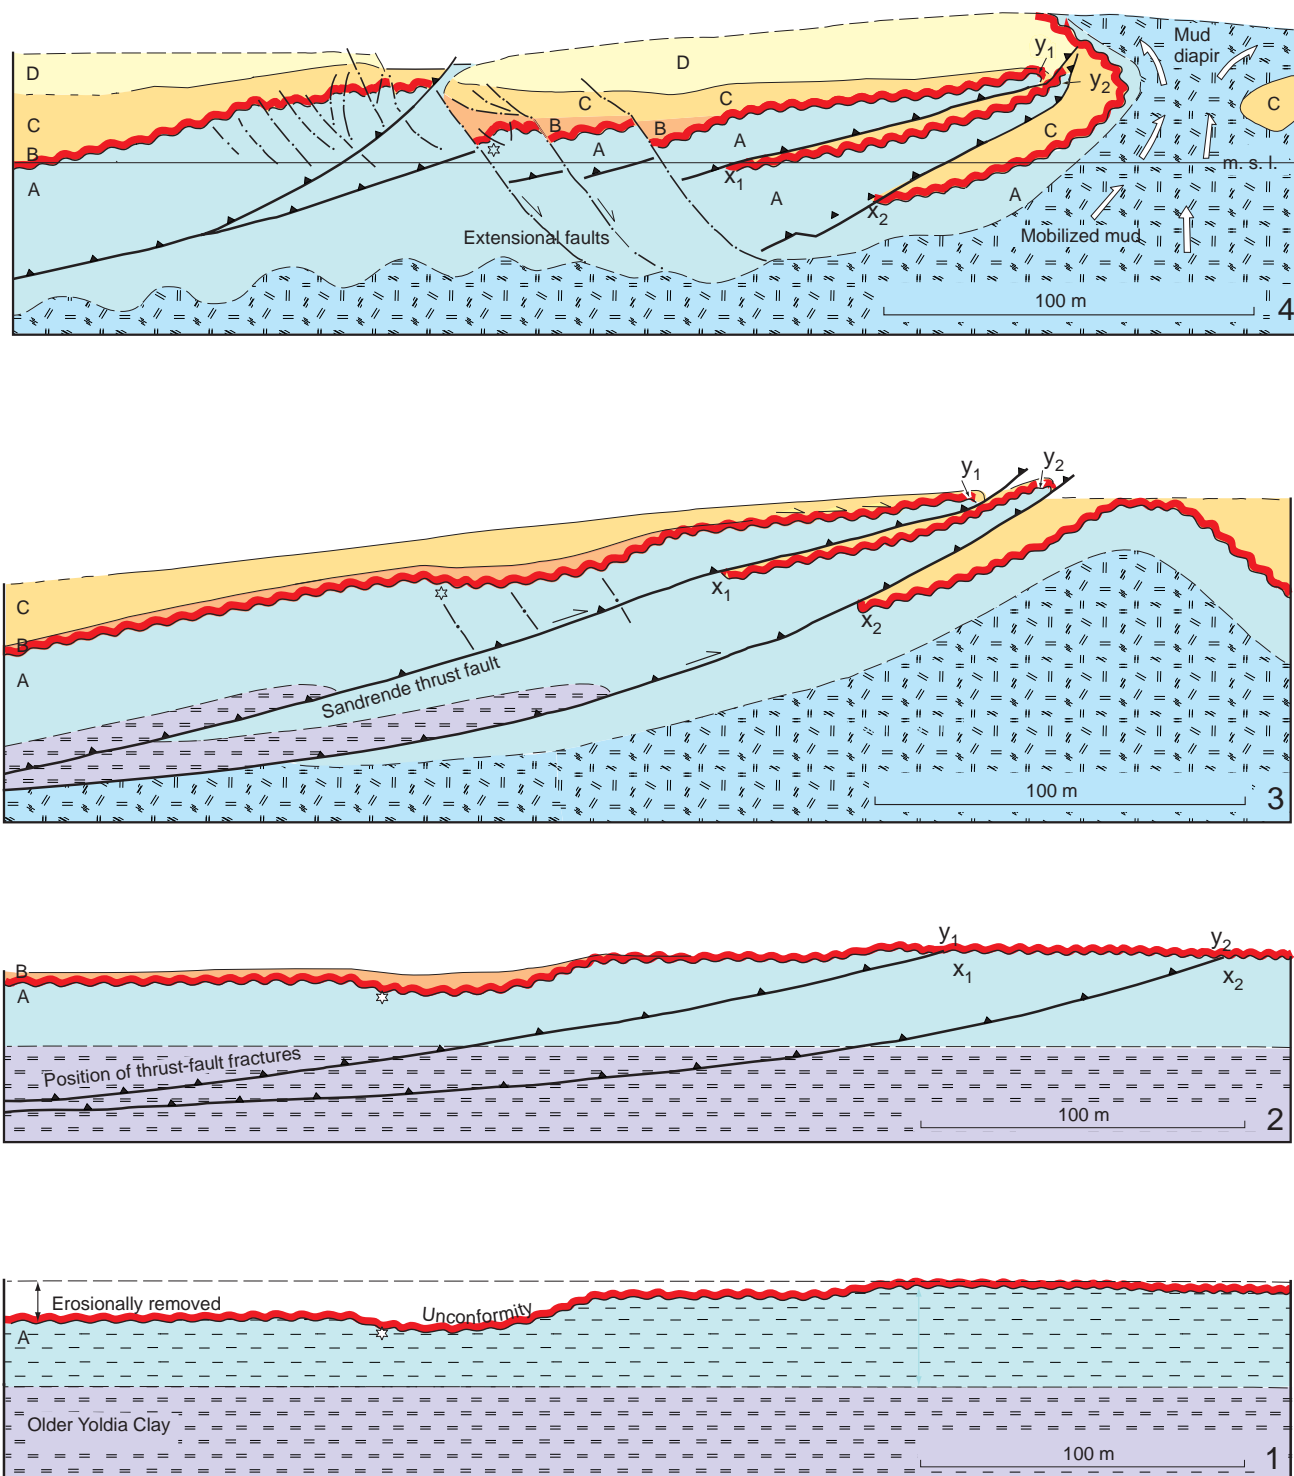 Mud
diapir
y1
y2
D
D
C
C
C
C
C
B
B
B
A
A
A
A
A
x1
x2
m. s. l.
Extensional faults
Mobilized mud
100 m
4
y1
y2
C
B
A
x1
x2
Sandrende thrust fault
100 m
3
y1
y2
B
A
x1
x2
Position of thrust-fault fractures
100 m
2
Erosionally removed
Unconformity
A
Older Yoldia Clay
100 m
1